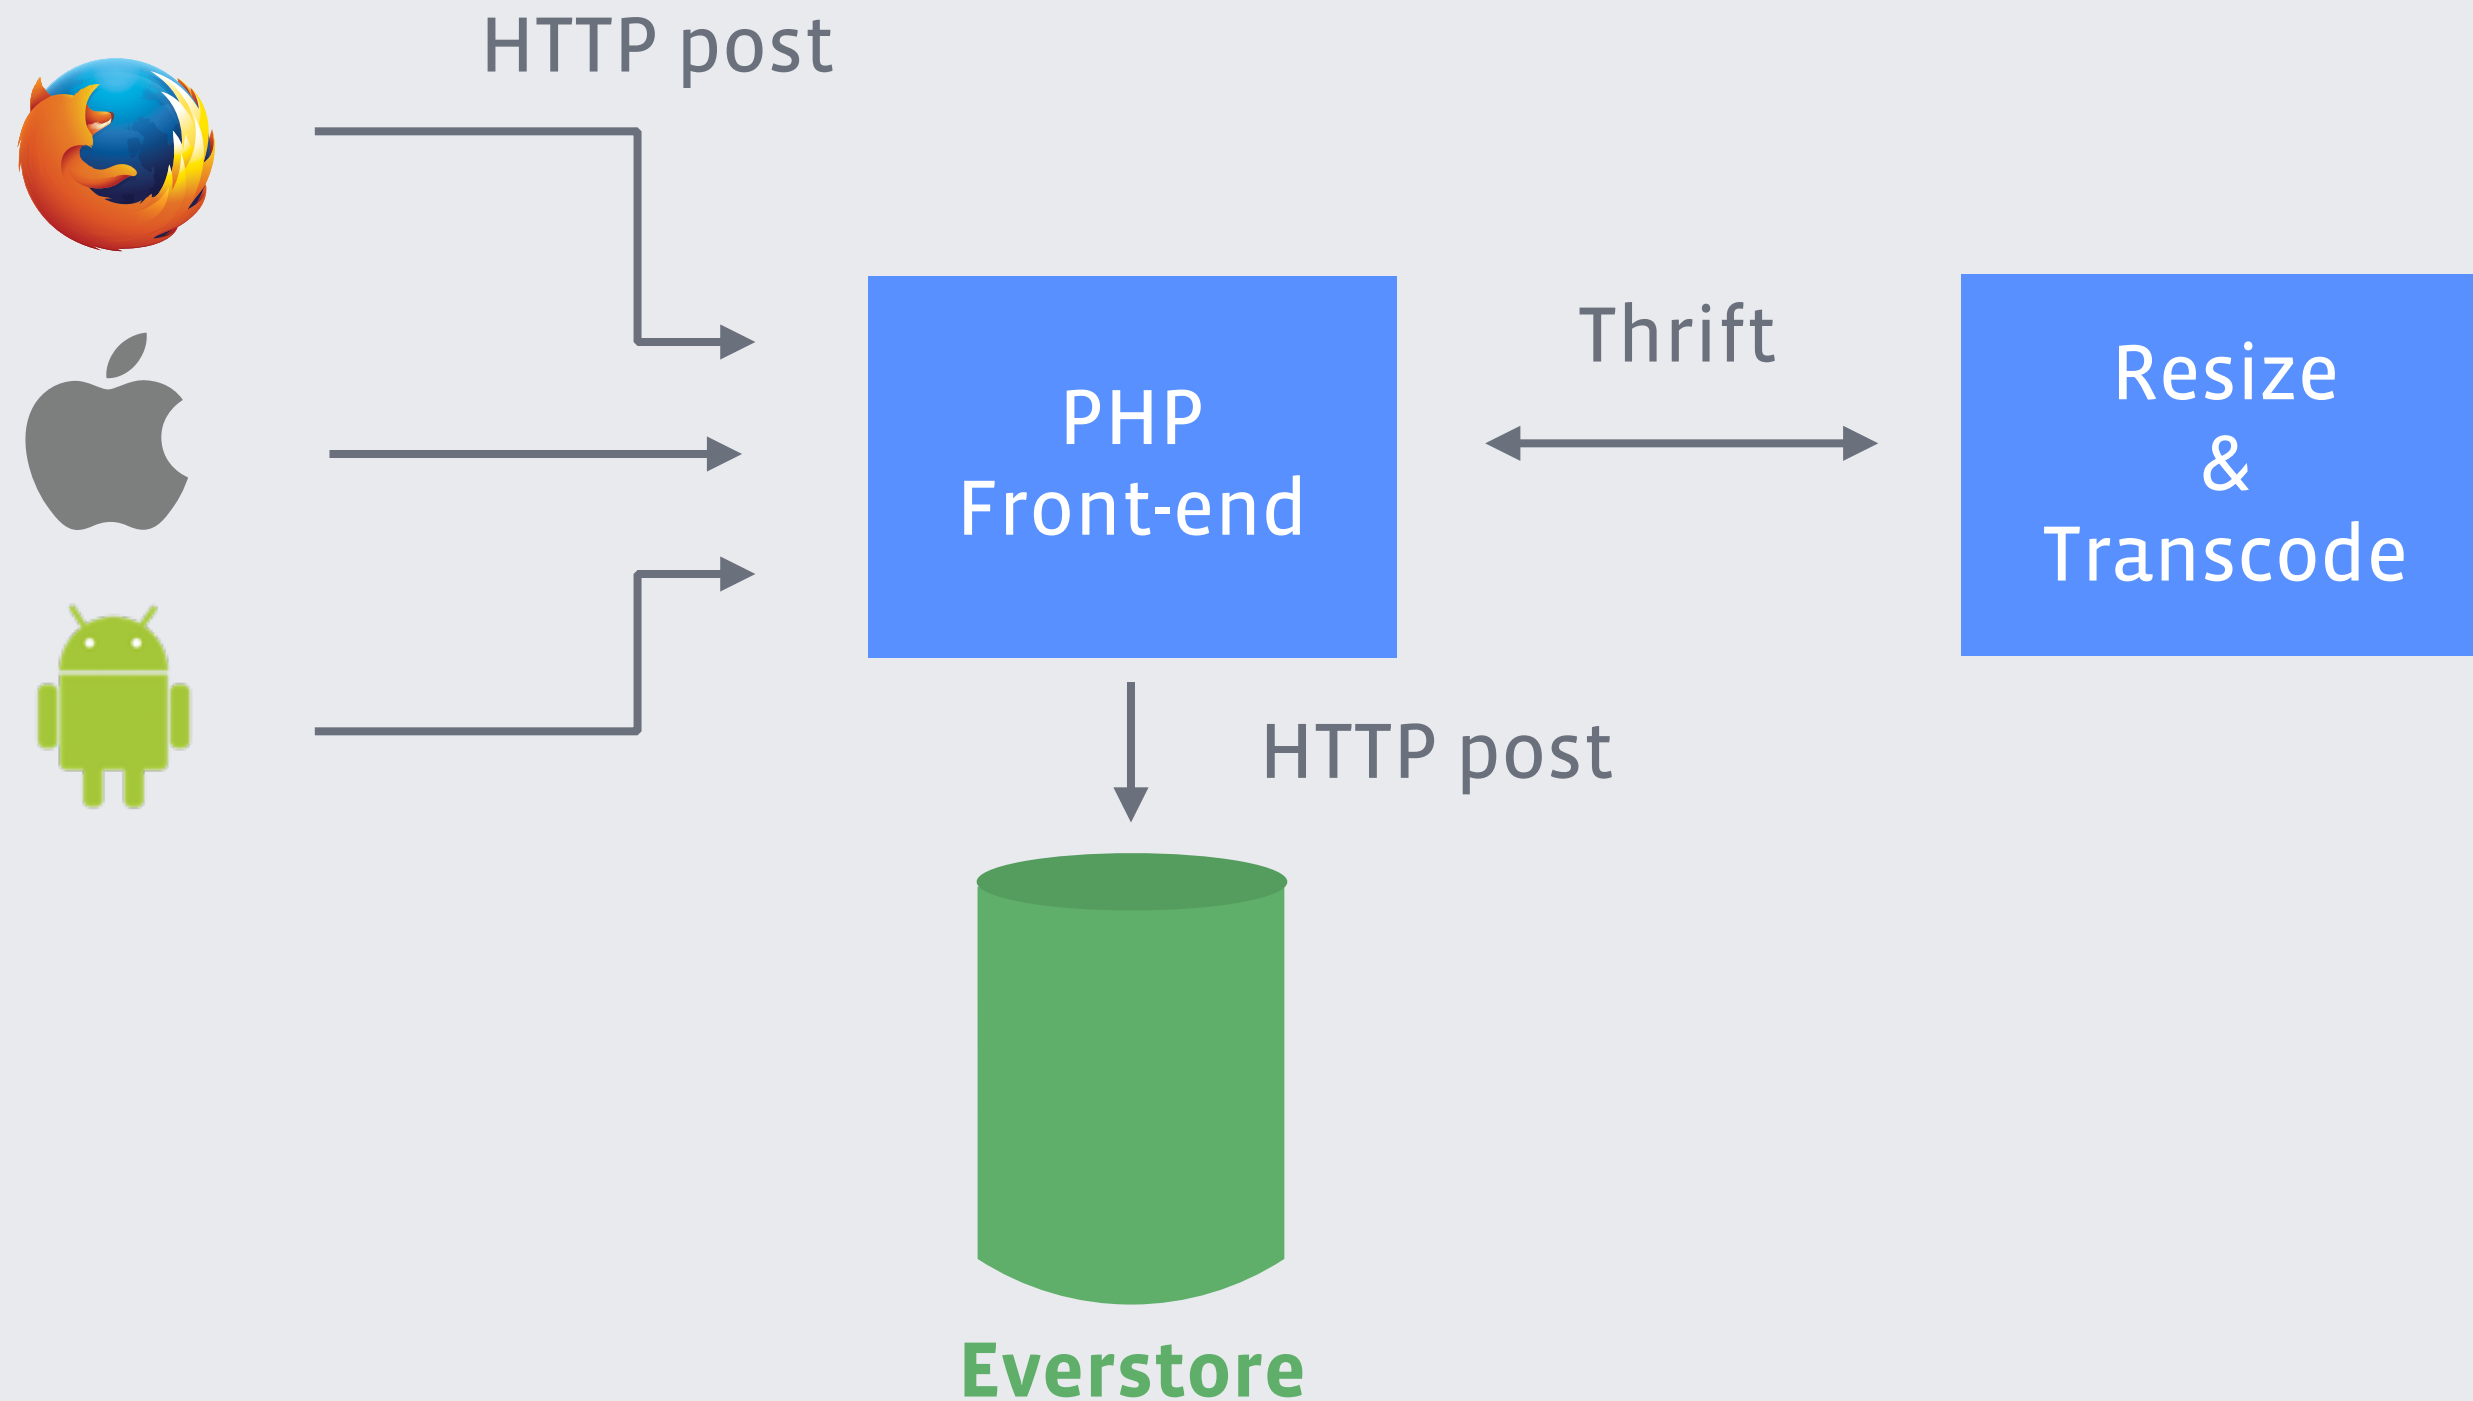 HTTP post
PHP
Front-end
Thrift
Resize
&
Transcode
HTTP post
Everstore